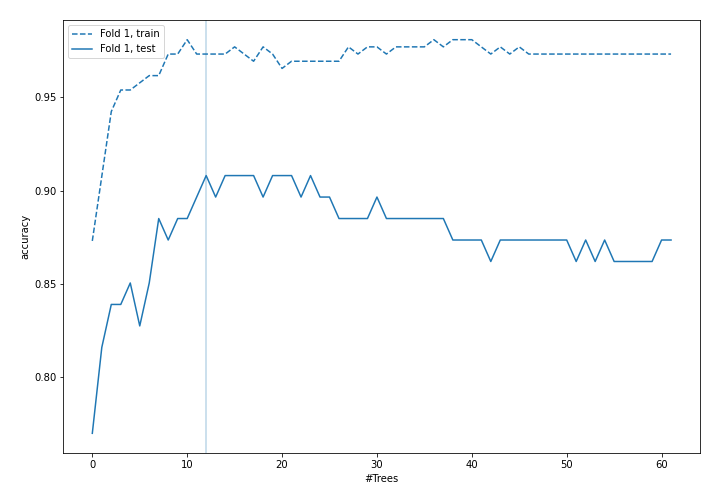 Fold 1, train
Fold 1, test
0.95
0.90
0.85
0.80
accuracy
0 10 20 30 40 50 60
#Trees